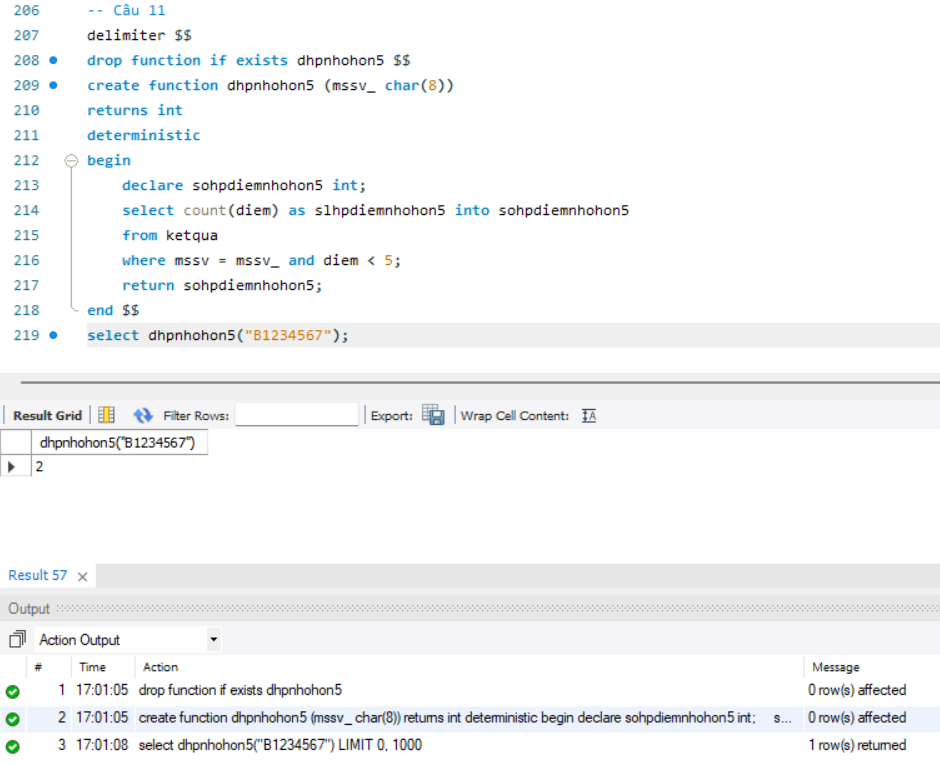 206 -- Câu 11
207 delimiter $$
208 drop function if exists dhpnhohon5 $$
209 create function dhpnhohon5 (mssv_ char(8))
210 returns int
211 deterministic
212 begin
213 declare sohpdiemnhohon5 int;
214 select count(diem) as slhpdiemnhohon5 into sohpdiemnhohon5
215 from ketqua
216 where mssv = mssv_ and diem < 5;
217 return sohpdiemnhohon5;
218 end $$
219 select dhpnhohon5("B1234567");
Result Grid Filter Rows: Export: Wrap Cell Content: IA
dhpnhohon5("B1234567")
2
Result 57
Output
Action Output
# Time Action Message
1 17:01:05 drop function if exists dhpnhohon5 0 row(s) affected
2 17:01:05 create function dhpnhohon5 (mssv_ char(8)) returns int deterministic begin declare sohpdiemnhohon5 int; s... 0 row(s) affected
3 17:01:08 select dhpnhohon5("B1234567") LIMIT 0, 1000 1 row(s) returned